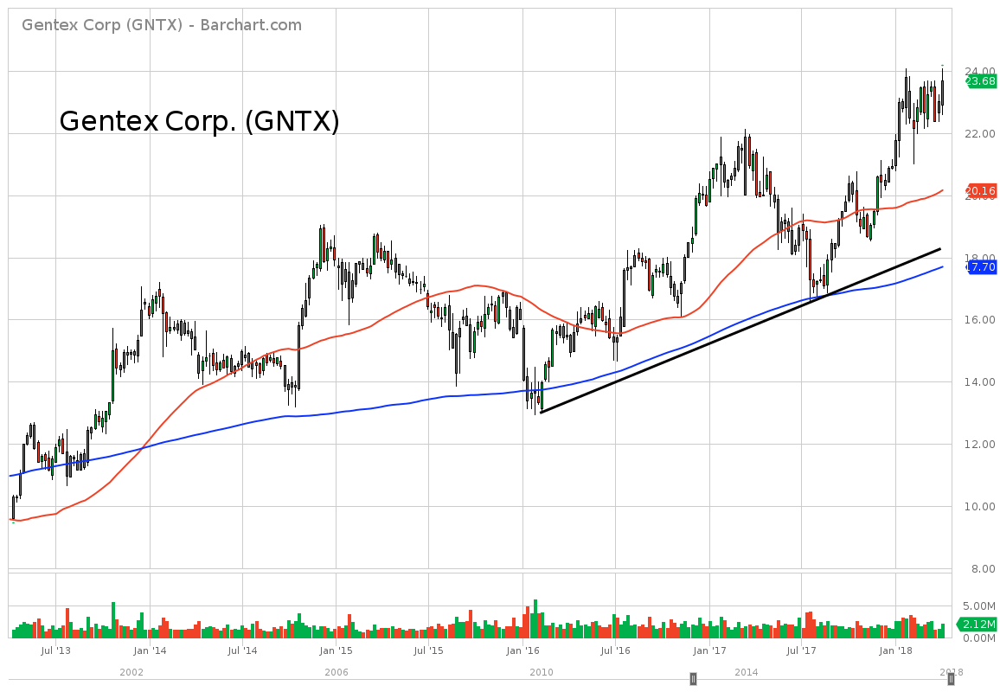 Gentex Corp (GNTX) - Barchart.com
Gentex Corp. (GNTX)
24.00
23.68
22.00
20.16
18.00
7.70
16.00
14.00
12.00
10.00
8.00
5.00M
2.12M
0.00M
Jul '13 Jan '14 Jul '14 Jan '15 Jul '15 Jan '16 Jul '16 Jan '17 Jul '17 Jan '18
2002 2006 2010 2014 2018